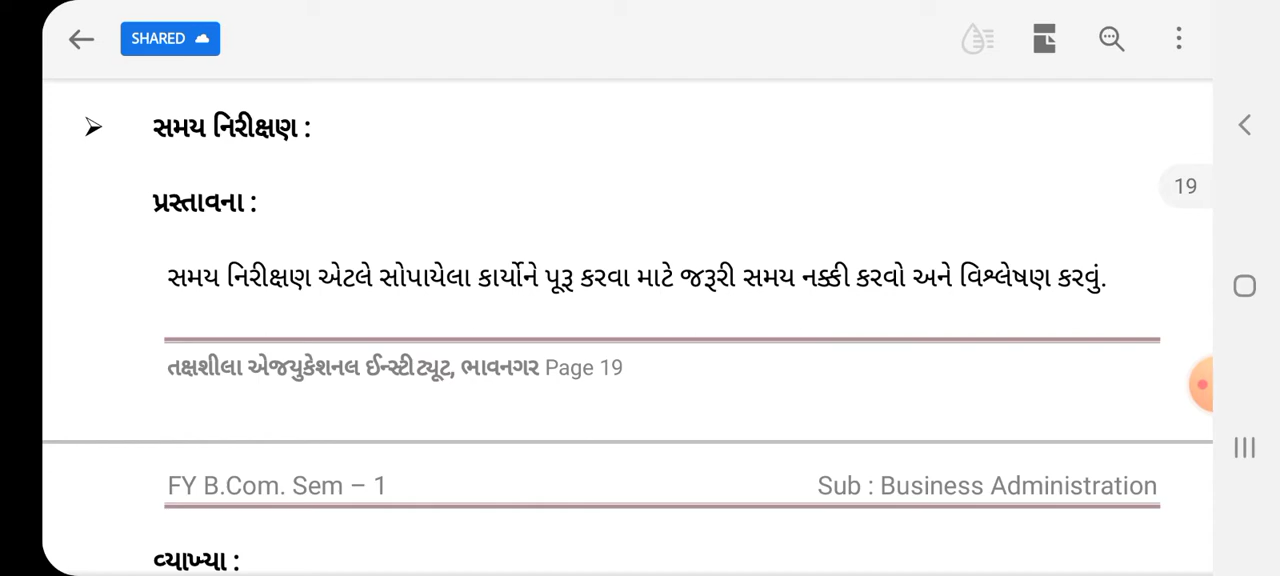 SHARED
સમય નિરીક્ષણ :
પ્રસ્તાવના :
19
સમય નિરીક્ષણ એટલે સોપાયેલા કાર્યોને પૂરૂ કરવા માટે જરૂરી સમય નક્કી કરવો અને વિશ્લેષણ કરવું.
તક્ષશીલા એજ્યુકેશનલ ઈન્સ્ટીટ્યૂટ, ભાવનગર Page 19
FY B.Com. Sem – 1 Sub : Business Administration
વ્યાખ્યા :